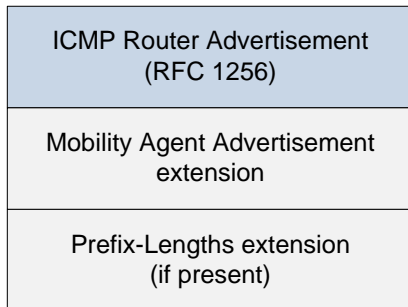 ICMP Router Advertisement
(RFC 1256)
Mobility Agent Advertisement
extension
Prefix-Lengths extension
(if present)